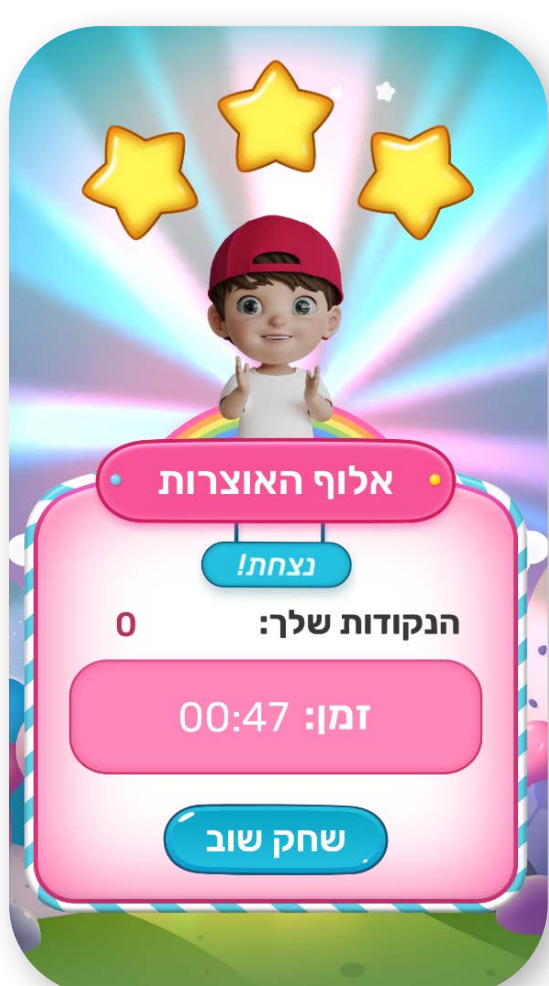 אלוף האוצרות
נצחת!
הנקודות שלך: 0
זמן: 00:47
שחק שוב